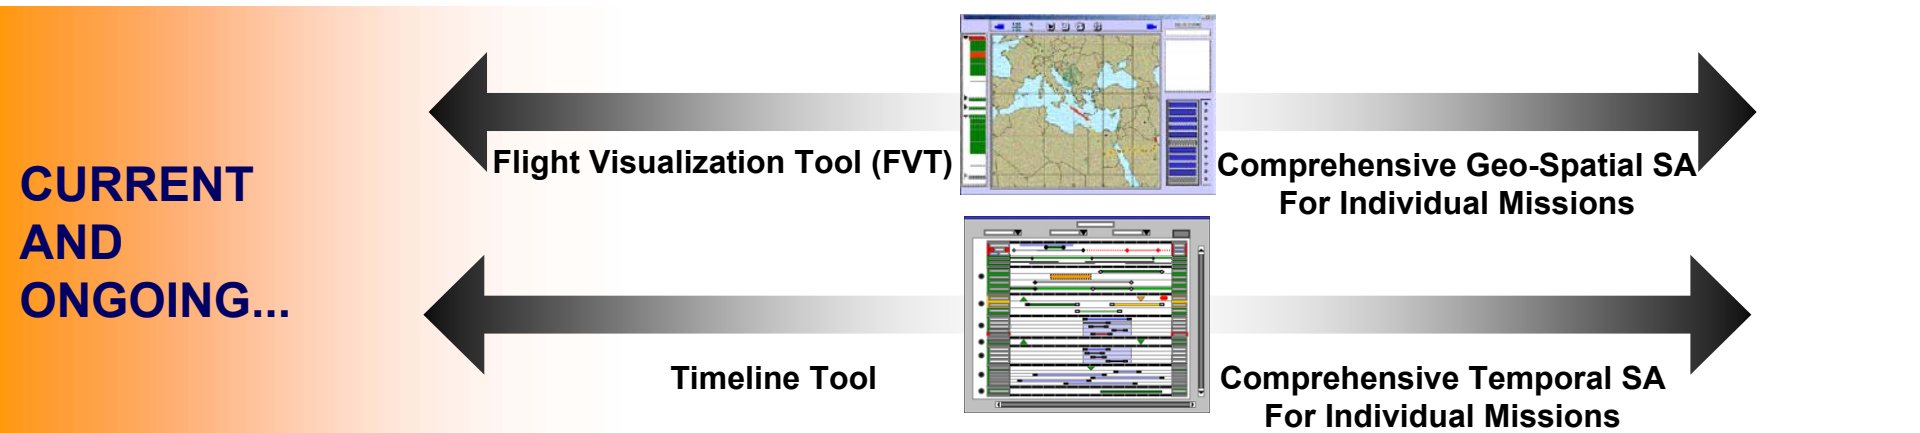 CURRENT
AND
ONGOING...
Flight Visualization Tool (FVT)
Comprehensive Geo-Spatial SA
For Individual Missions
Timeline Tool
Comprehensive Temporal SA
For Individual Missions